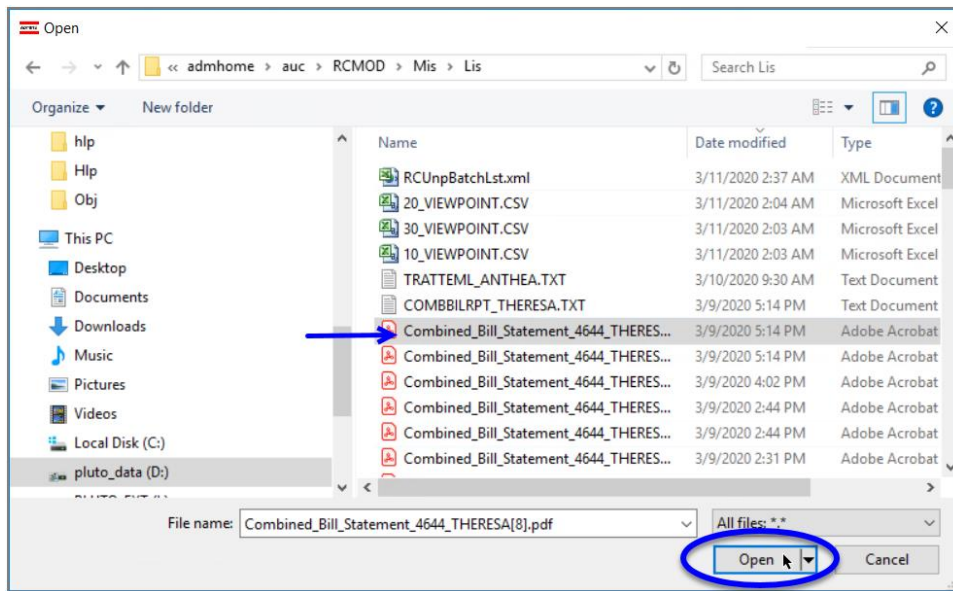 Open
« admhome > auc > RCMOD > Mis > Lis
Search Lis
Organize
New folder
hlp
Hlp
Obj
This PC
Desktop
Documents
Downloads
Music
Pictures
Videos
Local Disk (C:)
pluto_data (D:)
Name Date modified Type
RCUnpBatchLst.xml 3/11/2020 2:37 AM XML Document
20_VIEWPOINT.CSV 3/11/2020 2:04 AM Microsoft Excel
30_VIEWPOINT.CSV 3/11/2020 2:03 AM Microsoft Excel
10_VIEWPOINT.CSV 3/11/2020 2:03 AM Microsoft Excel
TRATTEML_ANTHEA.TXT 3/10/2020 9:30 AM Text Document
COMBBILRPT_THERESA.TXT 3/9/2020 5:14 PM Text Document
Combined_Bill_Statement_4644_THERES... 3/9/2020 5:14 PM Adobe Acrobat
Combined_Bill_Statement_4644_THERES... 3/9/2020 5:14 PM Adobe Acrobat
Combined_Bill_Statement_4644_THERES... 3/9/2020 4:02 PM Adobe Acrobat
Combined_Bill_Statement_4644_THERES... 3/9/2020 2:44 PM Adobe Acrobat
Combined_Bill_Statement_4644_THERES... 3/9/2020 2:44 PM Adobe Acrobat
Combined_Bill_Statement_4644_THERES... 3/9/2020 2:31 PM Adobe Acrobat
File name: Combined_Bill_Statement_4644_THERESA[8].pdf
All files: *.*
Open
Cancel